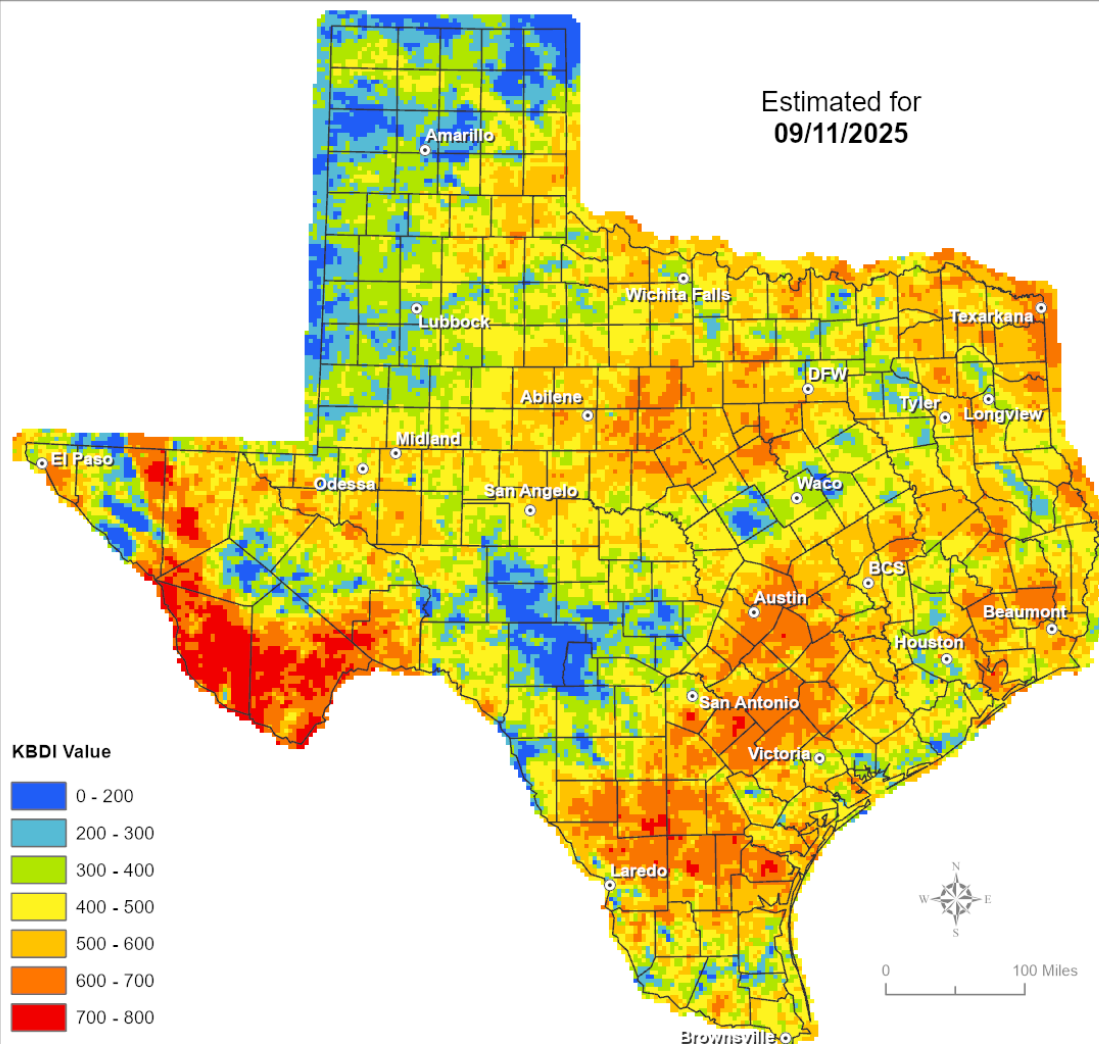 Estimated for
09/11/2025
Amarillo
Wichita Falls
Lubbock
Texarkana
DFW
Abilene
Tyler
Longview
Midland
El Paso
Odessa
San Angelo
Waco
BCS
Austin
Beaumont
Houston
San Antonio
Victoria
Laredo
Brownsville
KBDI Value
0 - 200
200 - 300
300 - 400
400 - 500
500 - 600
600 - 700
700 - 800
N
W E
S
0 100 Miles